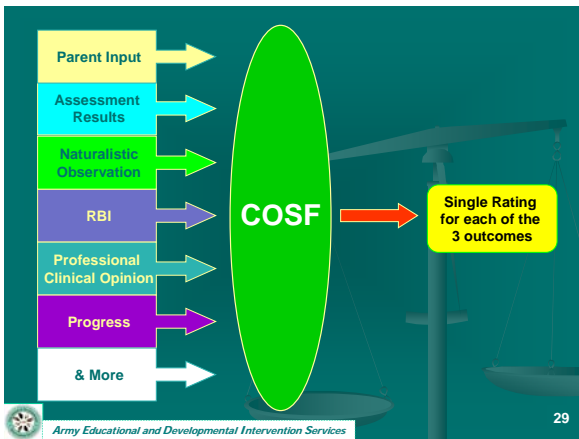 Parent Input
Assessment
Results
Naturalistic
Observation
RBI
Professional
Clinical Opinion
Progress
& More
COSF
Single Rating
for each of the
3 outcomes
Army Educational and Developmental Intervention Services
29